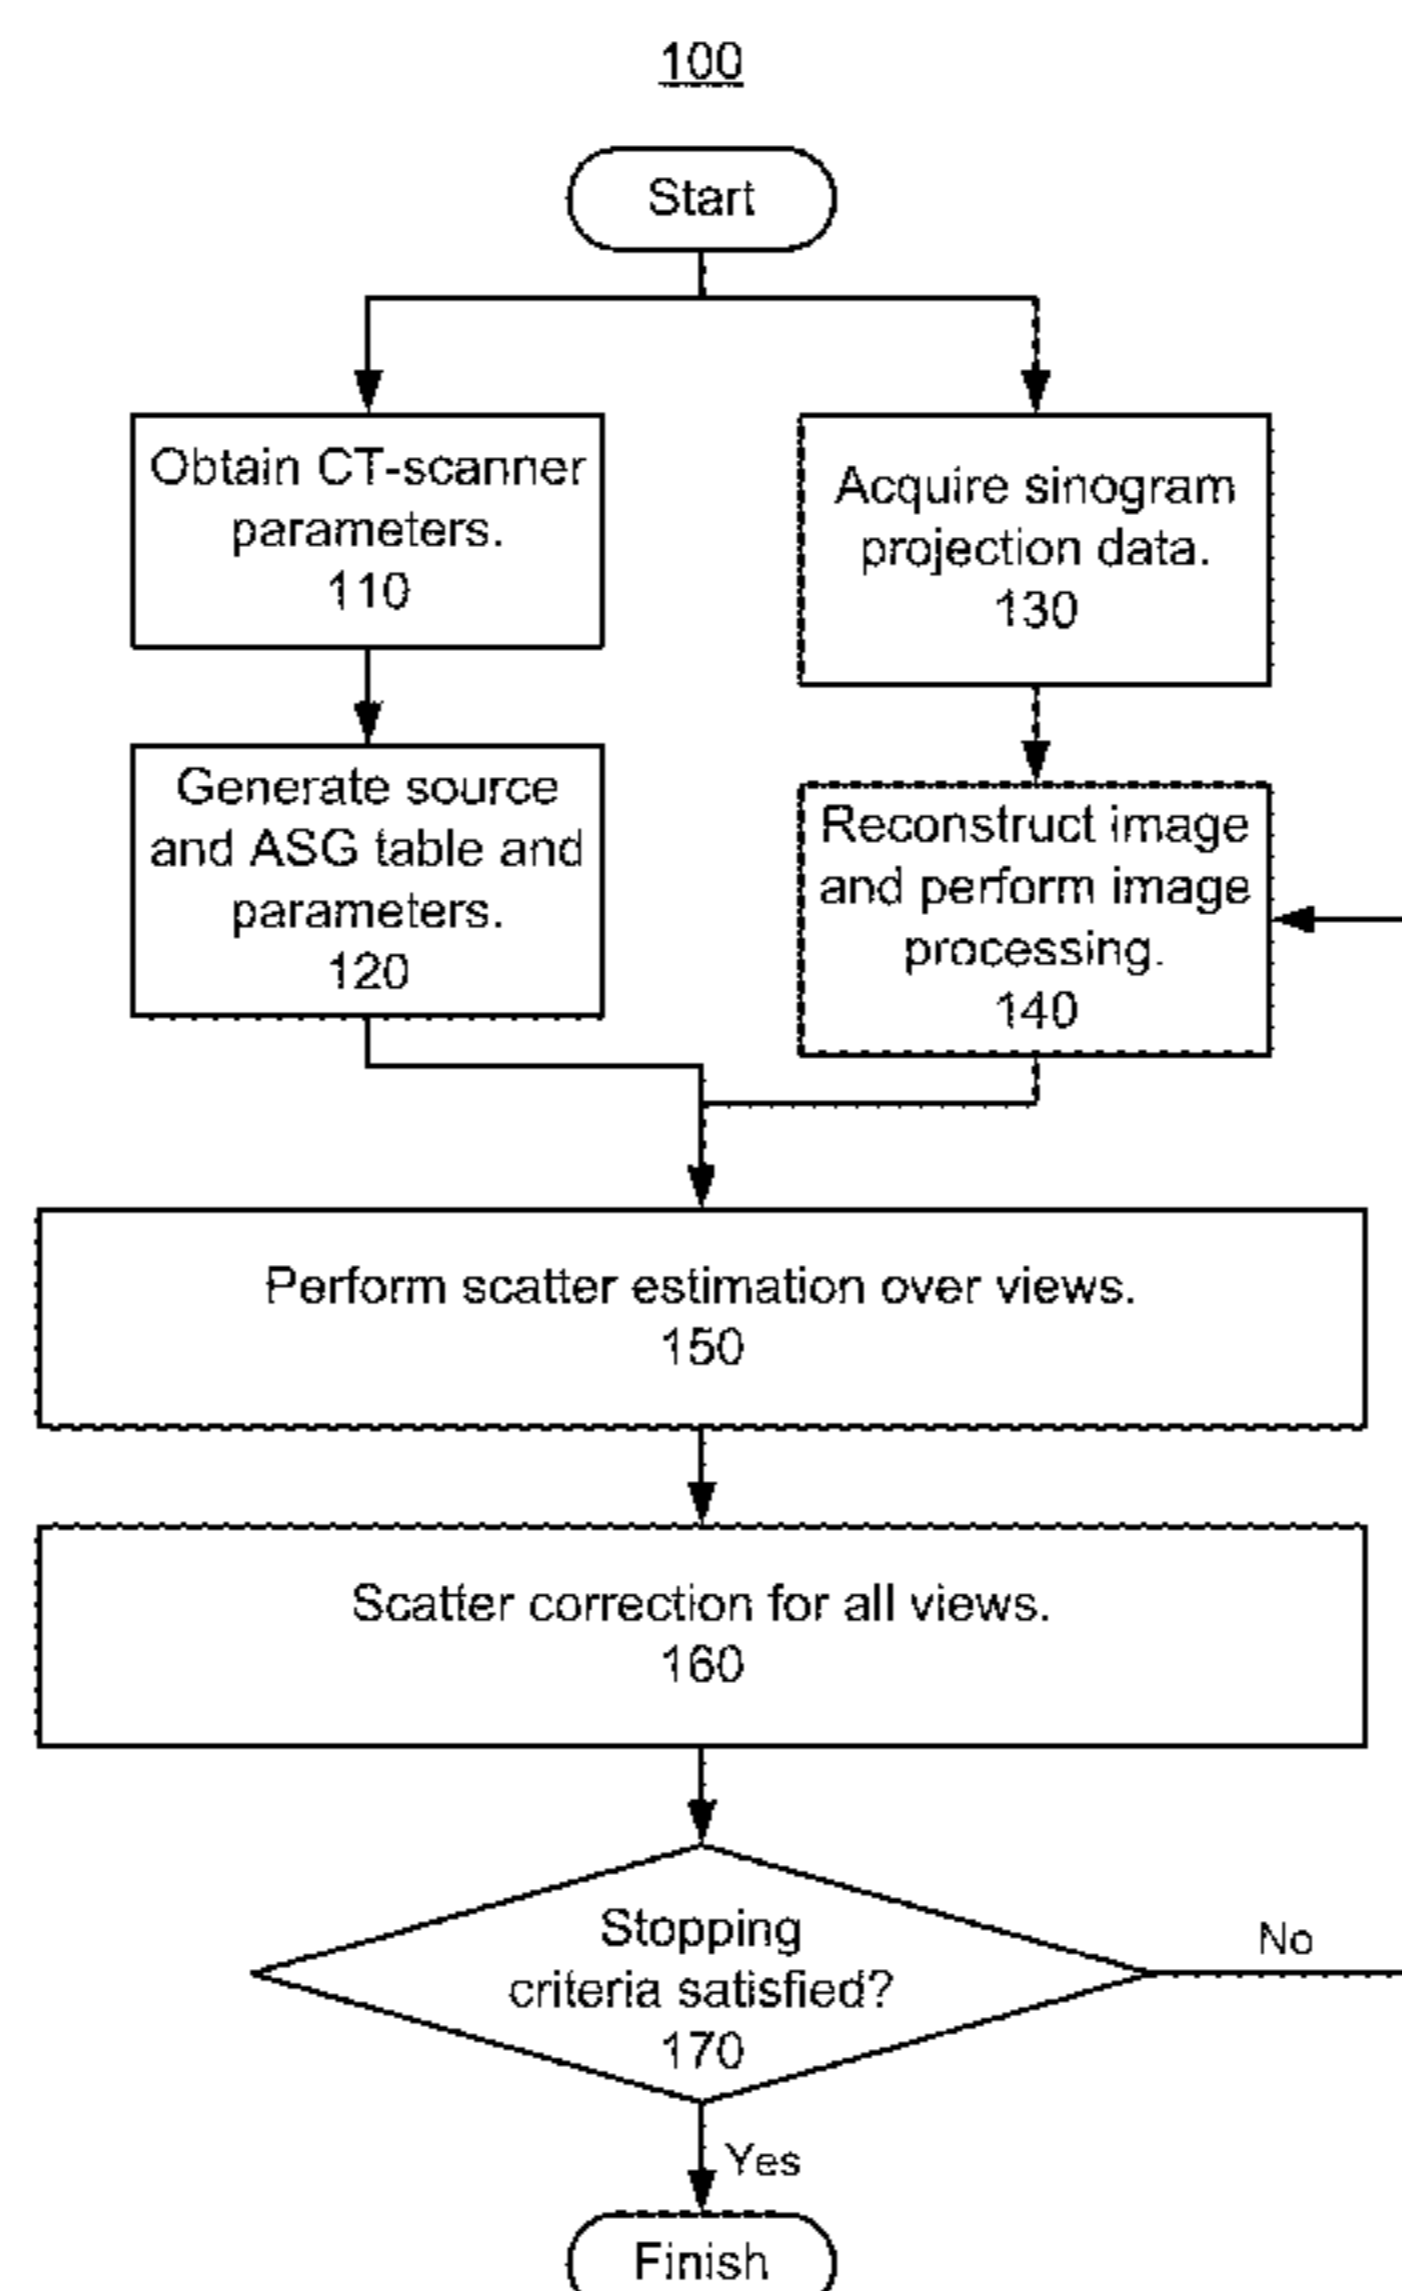 100
Start
Obtain CT-scanner
parameters.
110
Acquire sinogram
projection data.
130
Generate source
and ASG table and
parameters.
120
Reconstruct image
and perform image
processing.
140
Perform scatter estimation over views.
150
Scatter correction for all views.
160
Stopping
criteria satisfied?
170
No
Yes
Finish